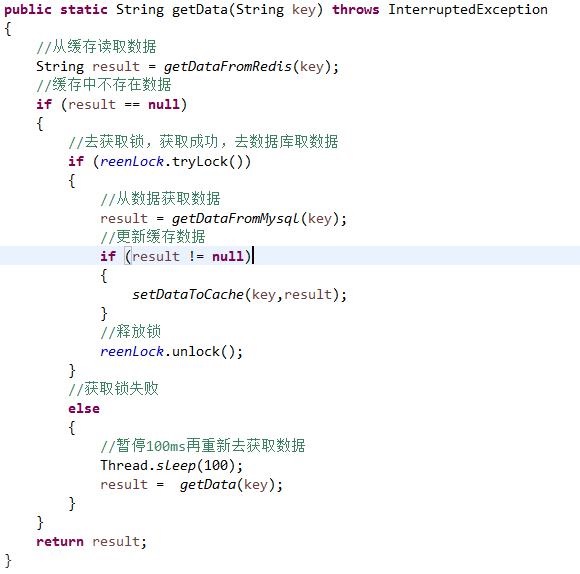 public static String getData(String key) throws InterruptedException
{
    //从缓存读取数据
    String result = getDataFromRedis(key);
    //缓存中不存在数据
    if (result == null)
    {
        //去获取锁，获取成功，去数据库取数据
        if (reenLock.tryLock())
        {
            //从数据获取数据
            result = getDataFromMysql(key);
            //更新缓存数据
            if (result != null)
            {
                setDataToCache(key,result);
            }
            //释放锁
            reenLock.unlock();
        }
        //获取锁失败
        else
        {
            //暂停100ms再重新去获取数据
            Thread.sleep(100);
            result =  getData(key);
        }
    }
    return result;
}